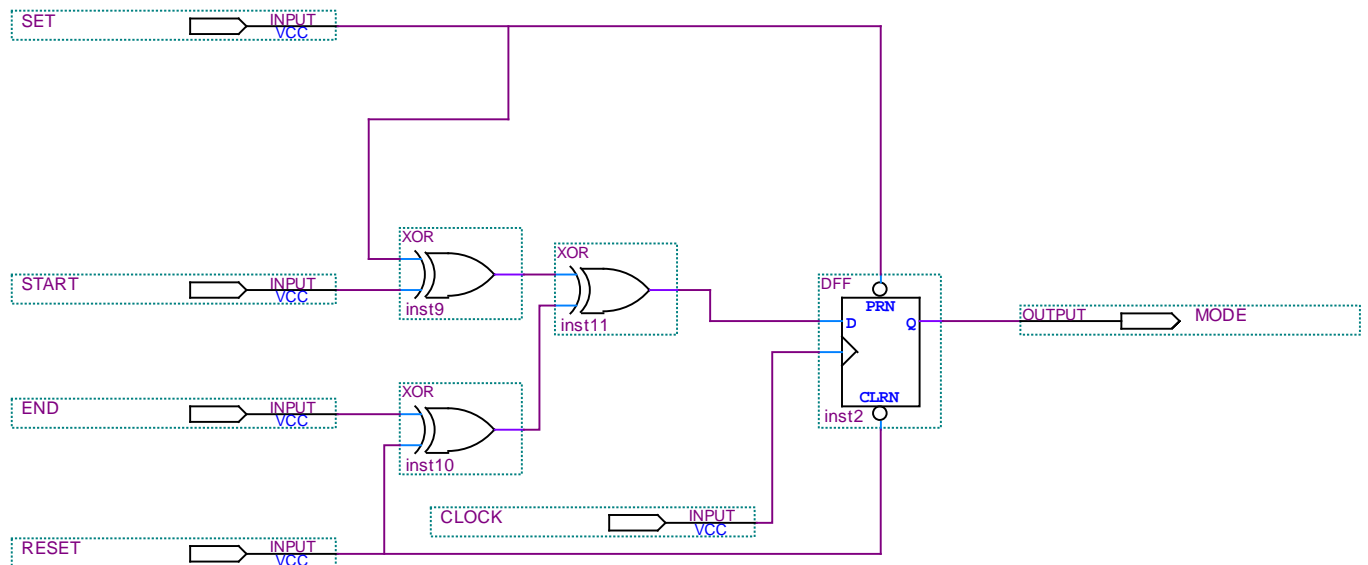 SET INPUT
VCC
XOR
XOR
START INPUT
VCC
inst9
inst11
DFF
PRN
D Q
CLRN
inst2
OUTPUT MODE
XOR
END INPUT
VCC
inst10
CLOCK INPUT
VCC
RESET INPUT
VCC